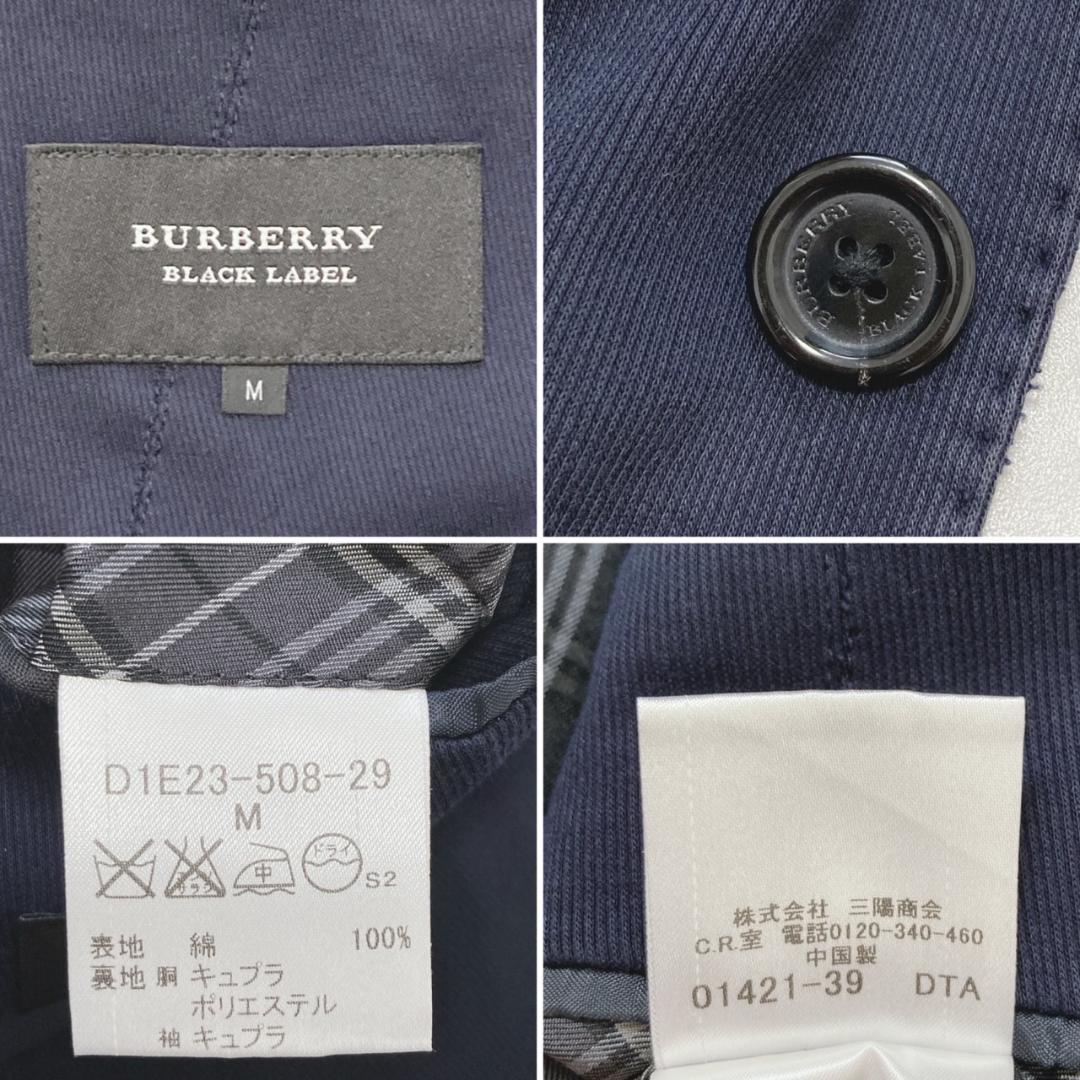 BURBERRY
BLACK LABEL
M
BURBERRY
BLACK LABEL
D1E23-508-29
M
中
ドライ
S2
表地 綿 100%
裏地 胴 キュプラ
ポリエステル
袖 キュプラ
株式会社 三陽商会
C.R.室 電話0120-340-460
中国製
01421-39 DTA